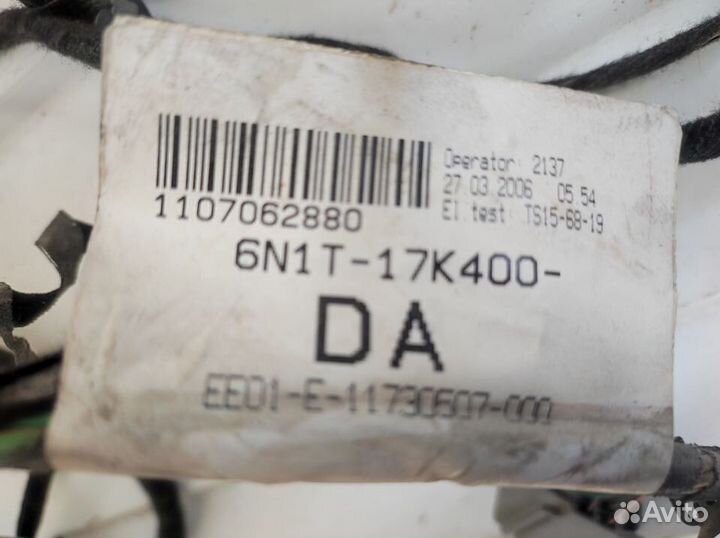 Operator: 2137
27.03.2006 05.54
El.test: TS15-68-19
1107062880
6N1T-17K400-
DA
EED1-E-11730607-000
Avito